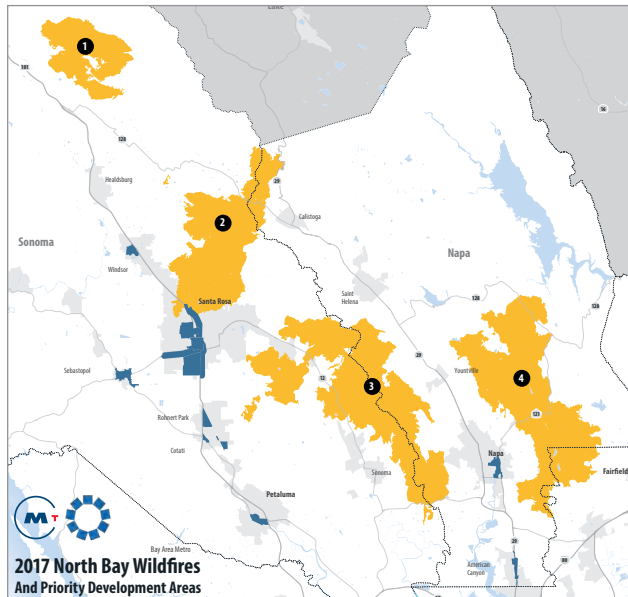 Lake
1
101
16
128
29
Healdsburg
Calistoga
2
Sonoma
Napa
Windsor
Saint
Helena
128
128
Santa Rosa
29
Sebastopol
Yountville
12
3
4
121
Rohnert Park
Cotati
Napa
Sonoma
Fairfield
Petaluma
MT
Bay Area Metro
29
80
American
Canyon
2017 North Bay Wildfires
And Priority Development Areas